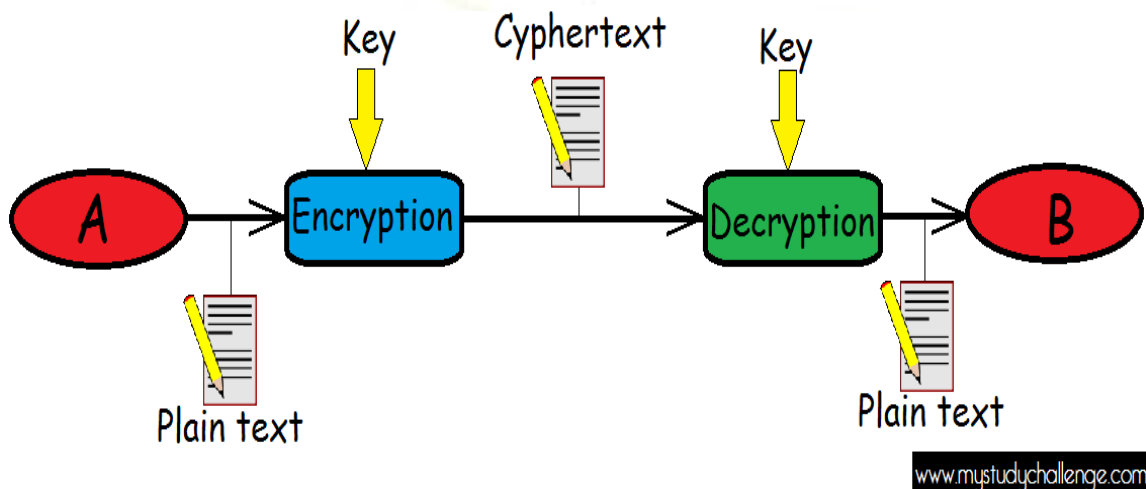 Key
Cyphertext
Key
A
Encryption
Decryption
B
Plain text
Plain text
www.mystudychallenge.com